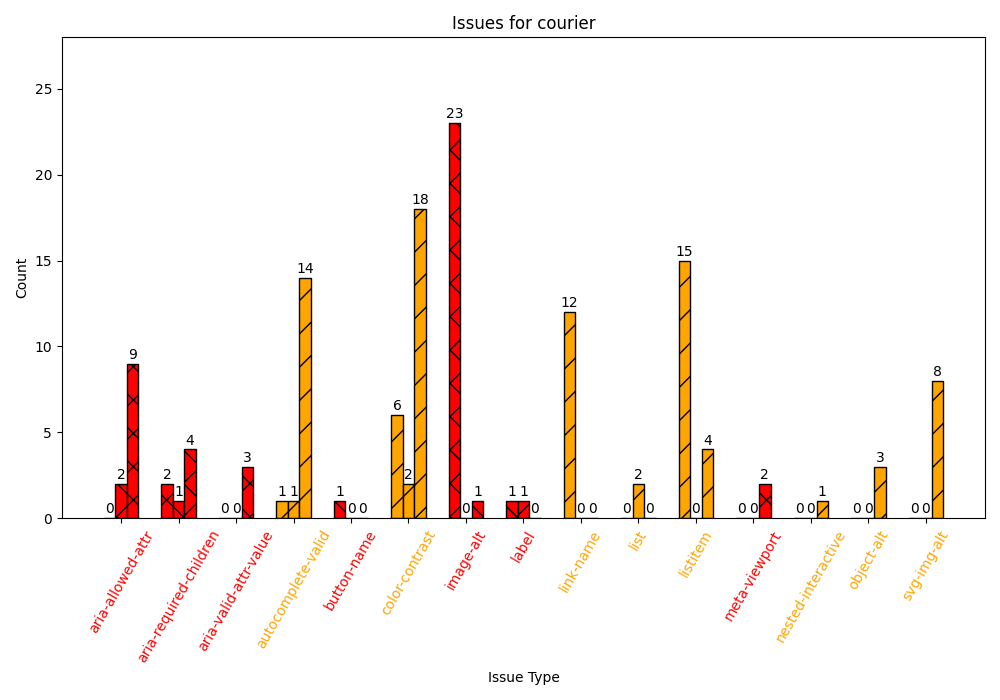 Issues for courier
Count
25
20
15
10
5
0
0 2 9
2 1 4
0 0 3
1 1 14
1 0 0
6 2 18
23 0 1
1 1 0
12 0 0
0 2 0
15 0 4
0 0 2
0 0 1
0 0 3
0 0 8
aria-allowed-attr
aria-required-children
aria-valid-attr-value
autocomplete-valid
button-name
color-contrast
image-alt
label
link-name
list
listitem
meta-viewport
nested-interactive
object-alt
svg-img-alt
Issue Type